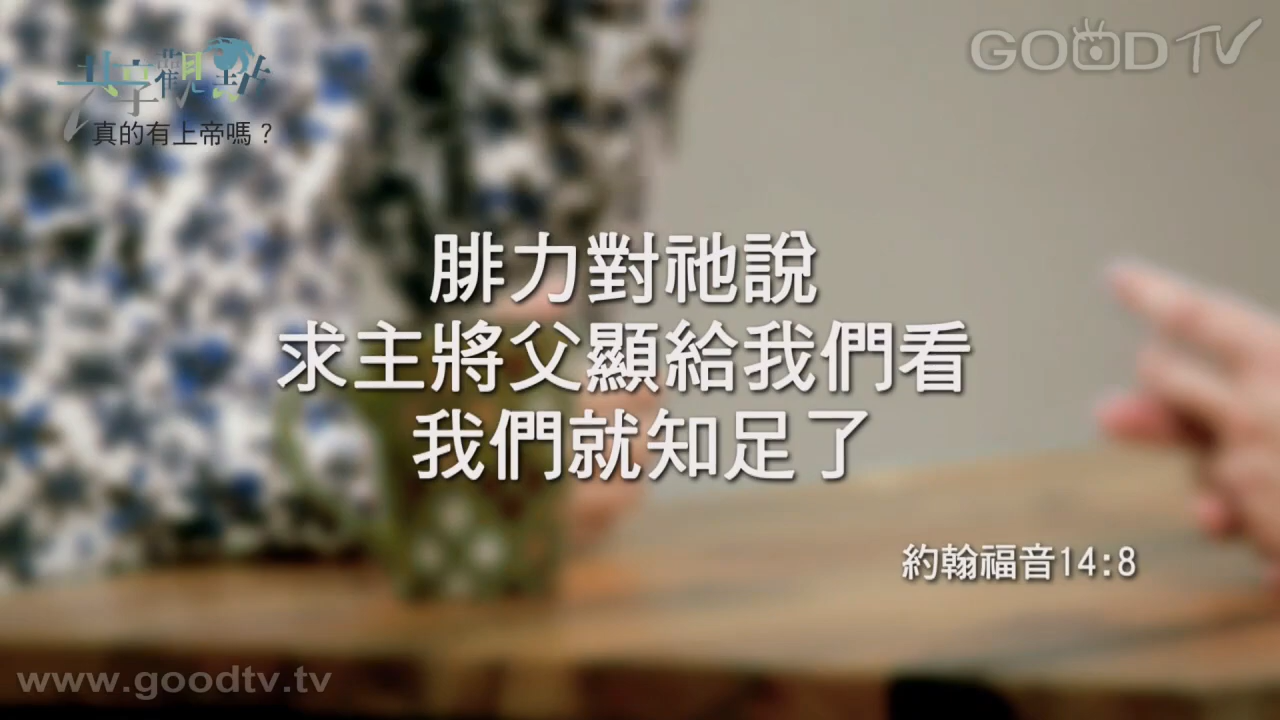 共享觀點
真的有上帝嗎？
GOOD TV
腓力對祂說
求主將父顯給我們看
我們就知足了
約翰福音14:8
www.goodtv.tv